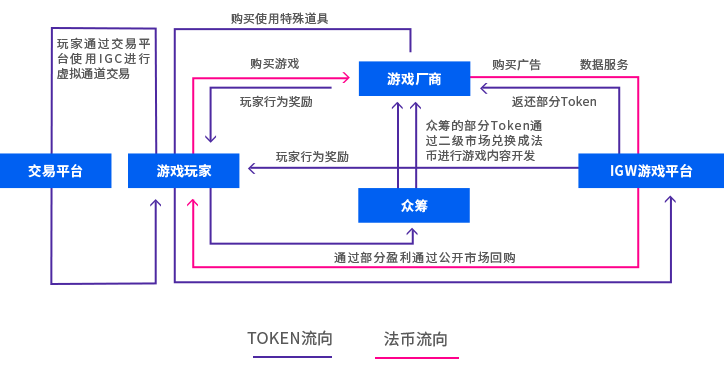 购买使用特殊道具
玩家通过交易平
台使用IGC进行
虚拟通道交易
购买游戏
游戏厂商
购买广告
数据服务
玩家行为奖励
返还部分Token
众筹的部分Token通
过二级市场兑换成法
币进行游戏内容开发
玩家行为奖励
交易平台
游戏玩家
IGW游戏平台
众筹
通过部分盈利通过公开市场回购
TOKEN流向
法币流向